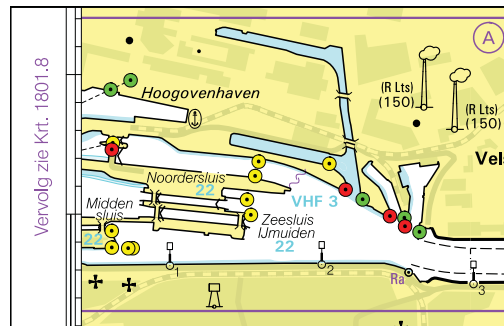 Vervolg zie Krt. 1801.8
A
Hoogovenhaven
(R Lts)
(150)
(R Lts)
(150)
Vels
Noordersluis
22
VHF 3
Midden
sluis
22
Zeesluis
IJmuiden
22
1
2
Ra
3